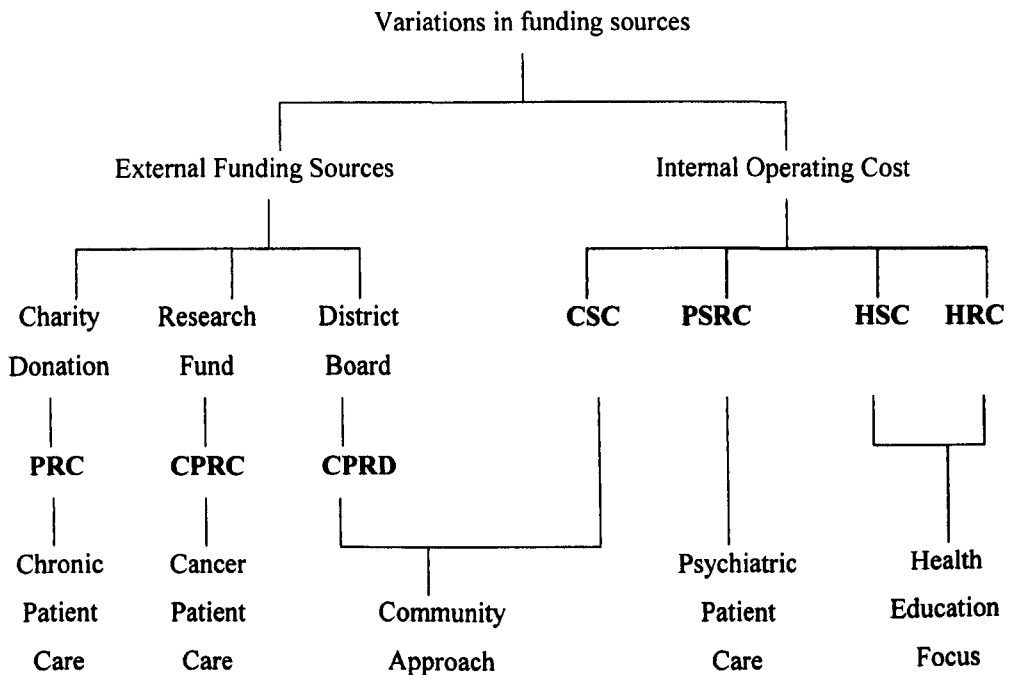 Variations in funding sources
External Funding Sources
Internal Operating Cost
Charity
Donation
Research
Fund
District
Board
CSC
PSRC
HSC
HRC
PRC
CPRC
CPRD
Chronic
Patient
Care
Cancer
Patient
Care
Community
Approach
Psychiatric
Patient
Care
Health
Education
Focus